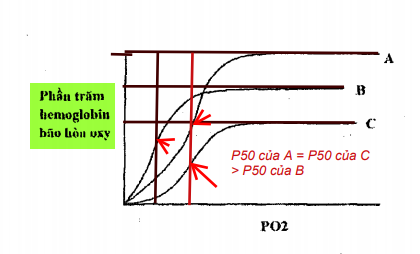 A
Phần trăm
hemoglobin
bão hòa oxy
B
C
P50 của A = P50 của C
> P50 của B
PO2